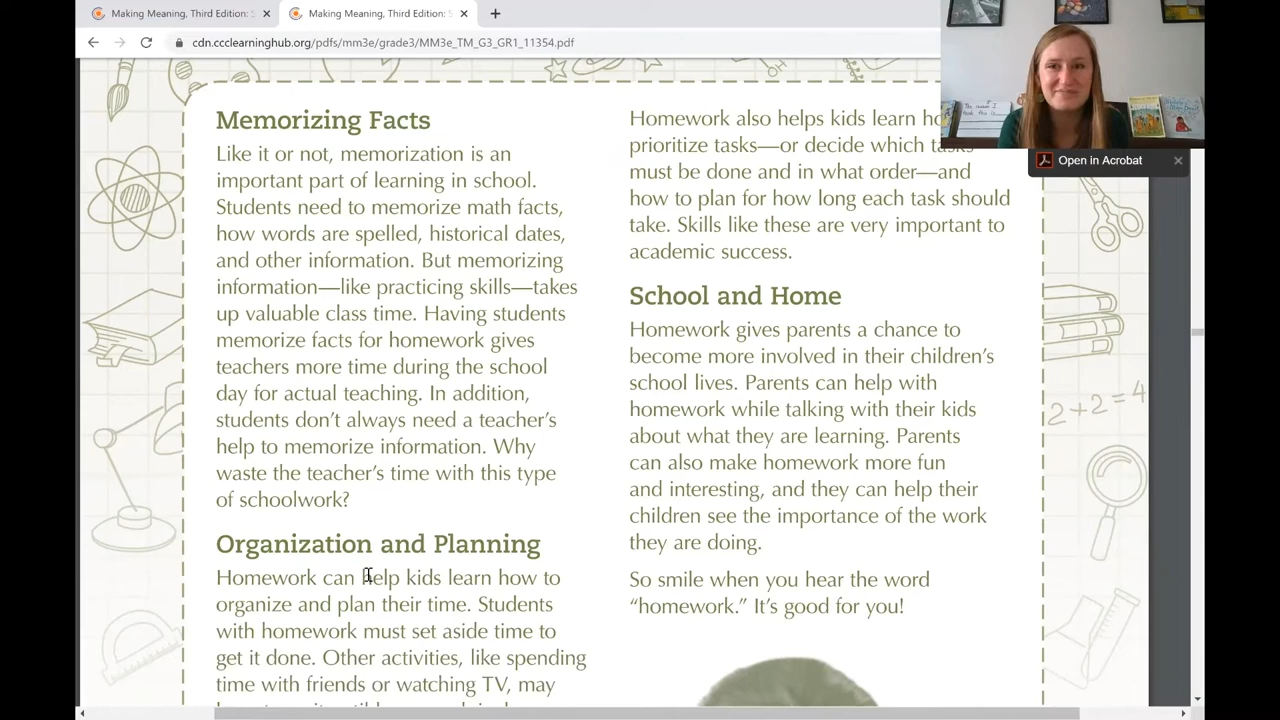 Making Meaning, Third Edition:
Making Meaning, Third Edition: 5
cdn.ccclearninghub.org/pdfs/mm3e/grade3/MM3e_TM_G3_GR1_11354.pdf
Open in Acrobat
Memorizing Facts
Like it or not, memorization is an
important part of learning in school.
Students need to memorize math facts,
how words are spelled, historical dates,
and other information. But memorizing
information—like practicing skills—takes
up valuable class time. Having students
memorize facts for homework gives
teachers more time during the school
day for actual teaching. In addition,
students don't always need a teacher's
help to memorize information. Why
waste the teacher's time with this type
of schoolwork?
Organization and Planning
Homework can help kids learn how to
organize and plan their time. Students
with homework must set aside time to
get it done. Other activities, like spending
time with friends or watching TV, may
Homework also helps kids learn
prioritize tasks—or decide which tasks
must be done and in what order—and
how to plan for how long each task should
take. Skills like these are very important to
academic success.
School and Home
Homework gives parents a chance to
become more involved in their children's
school lives. Parents can help with
homework while talking with their kids
about what they are learning. Parents
can also make homework more fun
and interesting, and they can help their
children see the importance of the work
they are doing.
So smile when you hear the word
"homework." It's good for you!
2+2=4